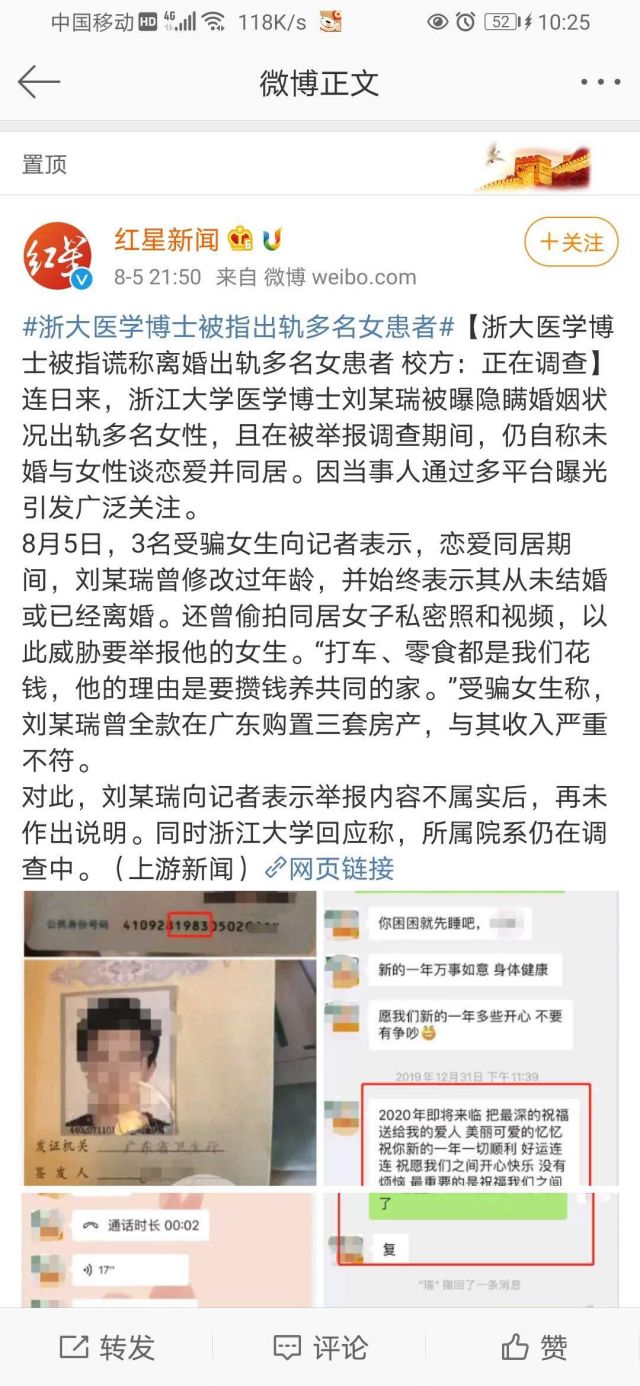 中国移动 HD 4G 118K/s 52 10:25
微博正文
置顶
红星
红星新闻
+关注
8-5 21:50 来自 微博 weibo.com
#浙大医学博士被指出轨多名女患者#【浙大医学博
士被指谎称离婚出轨多名女患者 校方：正在调查】
连日来，浙江大学医学博士刘某瑞被曝隐瞒婚姻状
况出轨多名女性，且在被举报调查期间，仍自称未
婚与女性谈恋爱并同居。因当事人通过多平台曝光
引发广泛关注。
8月5日，3名受骗女生向记者表示，恋爱同居期
间，刘某瑞曾修改过年龄，并始终表示其从未结婚
或已经离婚。还曾偷拍同居女子私密照和视频，以
此威胁要举报他的女生。“打车、零食都是我们花
钱，他的理由是要攒钱养共同的家。”受骗女生称，
刘某瑞曾全款在广东购置三套房产，与其收入严重
不符。
对此，刘某瑞向记者表示举报内容不属实后，再未
作出说明。同时浙江大学回应称，所属院系仍在调
查中。（上游新闻）网页链接
公民身份号码
发证机关 广东省卫生厅
签发人
通话时长 00:02
17"
你困困就先睡吧，
新的一年万事如意 身体健康
愿我们新的一年多些开心 不要
有争吵
2019年12月31日 下午11:39
2020年即将来临 把最深的祝福
送给我的爱人 美丽可爱的忆忆
祝你新的一年一切顺利 好运连
连 祝愿我们之间开心快乐 没有
烦恼 最重要的是祝福我们之间
了
复
“瑞” 撤回了一条消息
转发 评论 赞